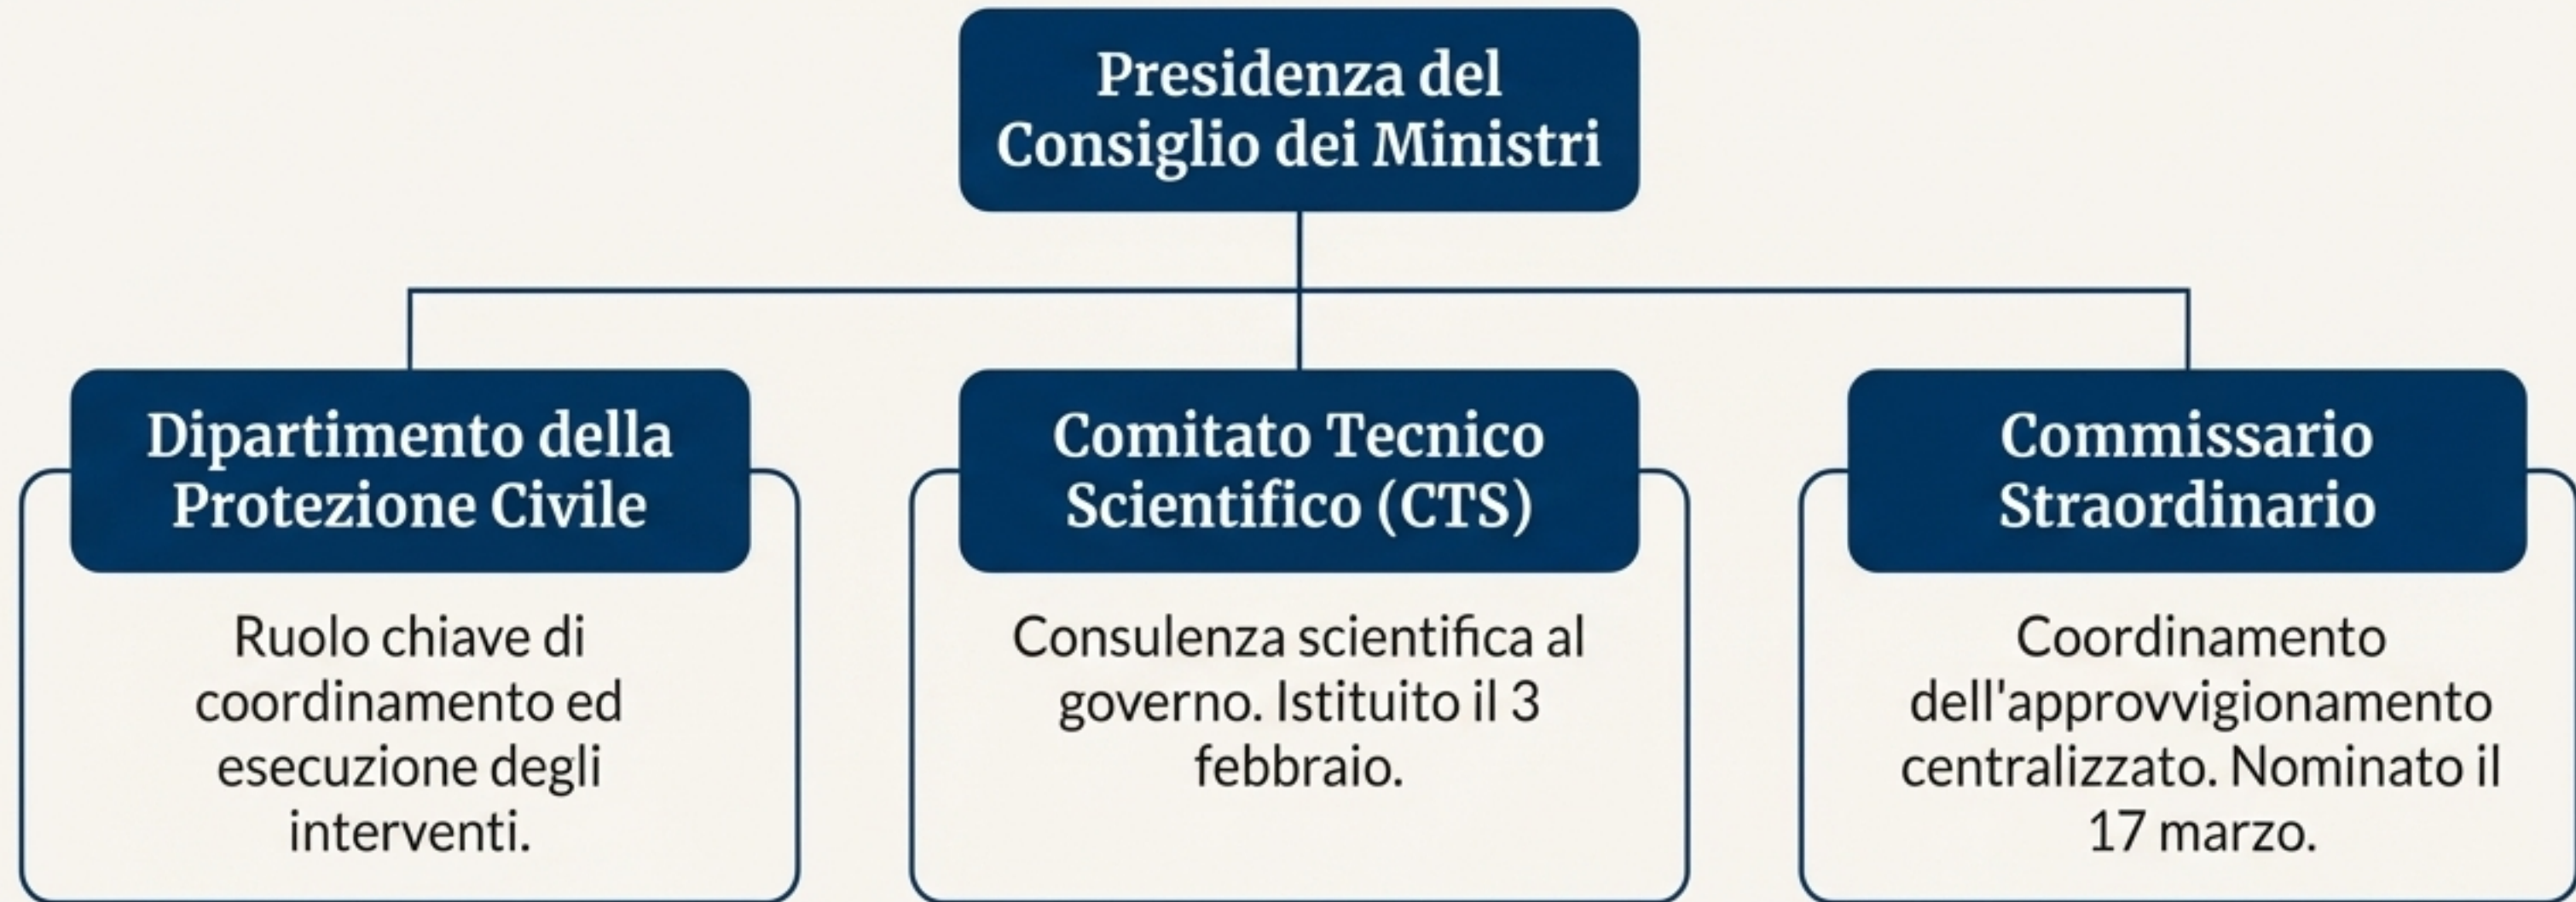 Presidenza del
Consiglio dei Ministri
Dipartimento della
Protezione Civile
Ruolo chiave di
coordinamento ed
esecuzione degli
interventi.
Comitato Tecnico
Scientifico (CTS)
Consulenza scientifica al
governo. Istituito il 3
febbraio.
Commissario
Straordinario
Coordinamento
dell'approvvigionamento
centralizzato. Nominato il
17 marzo.